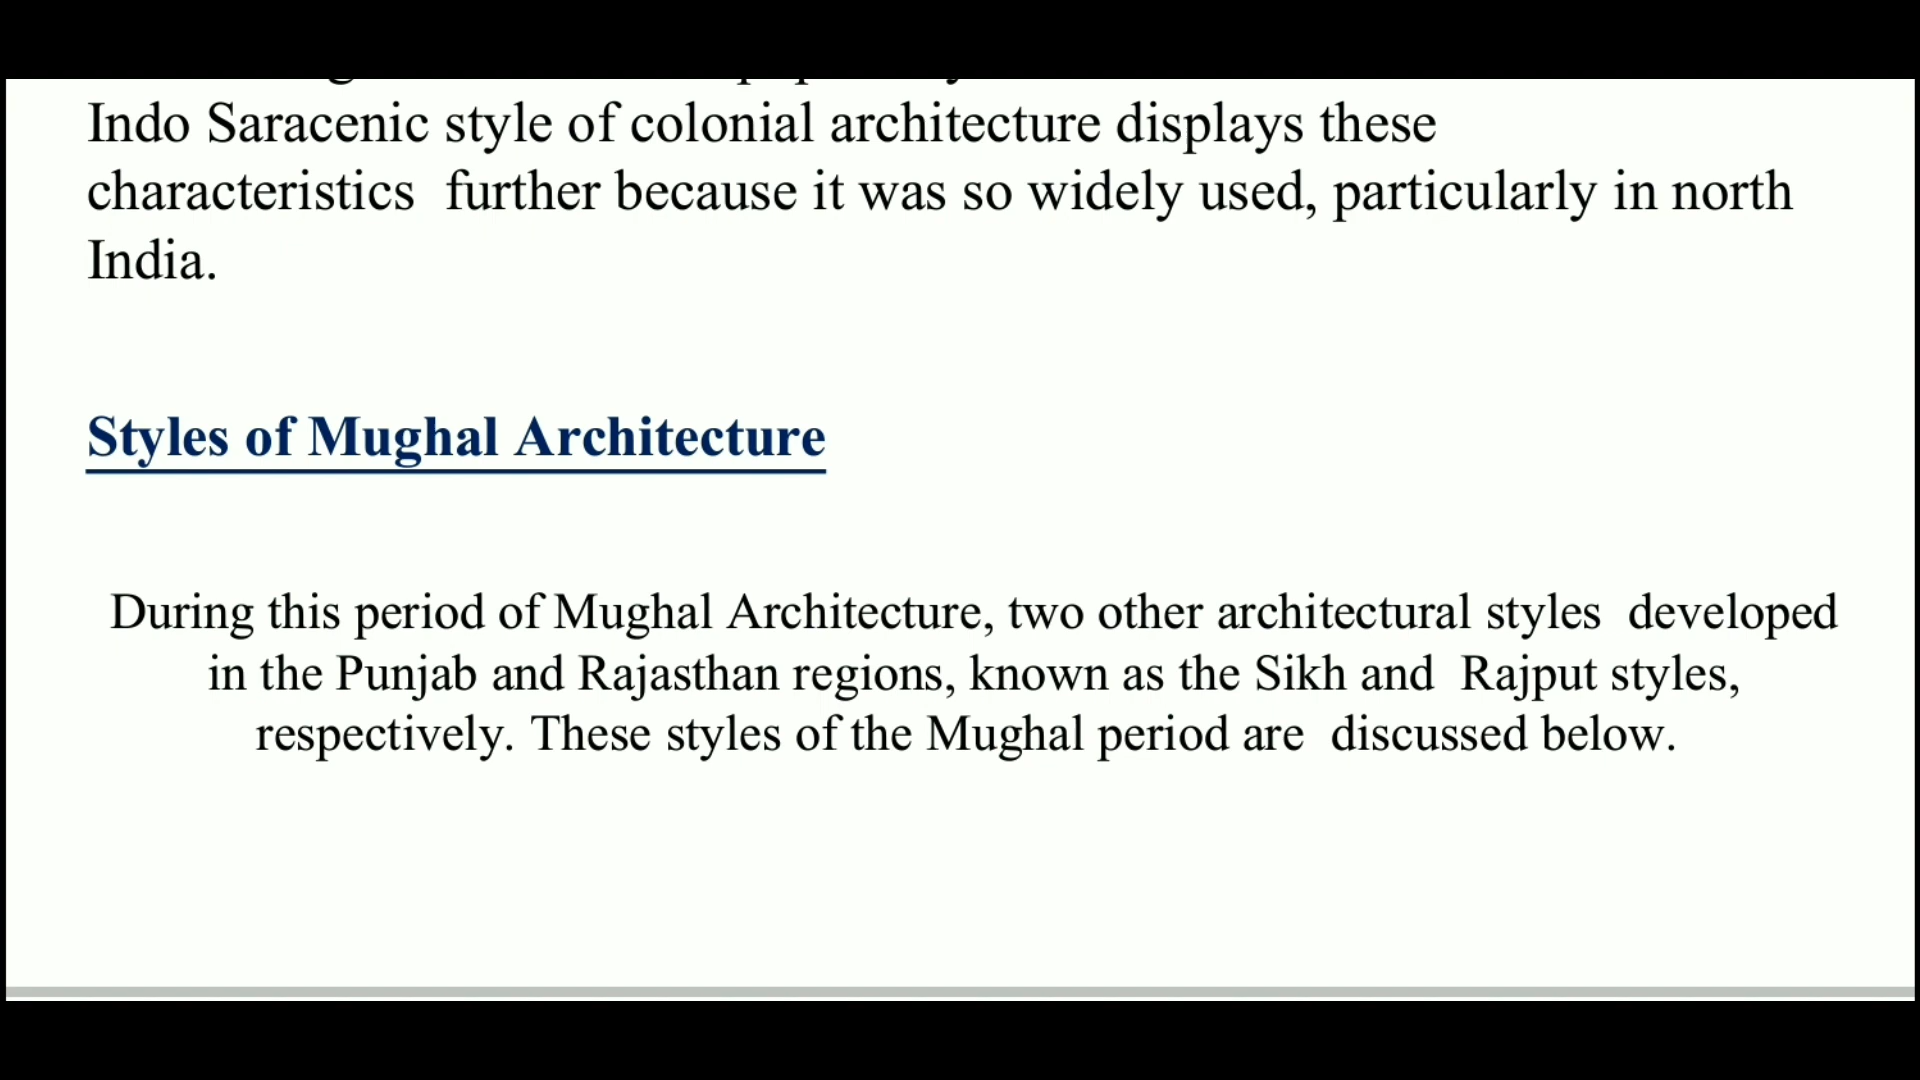 Indo Saracenic style of colonial architecture displays these
characteristics further because it was so widely used, particularly in north
India.
Styles of Mughal Architecture
During this period of Mughal Architecture, two other architectural styles developed
in the Punjab and Rajasthan regions, known as the Sikh and Rajput styles,
respectively. These styles of the Mughal period are discussed below.